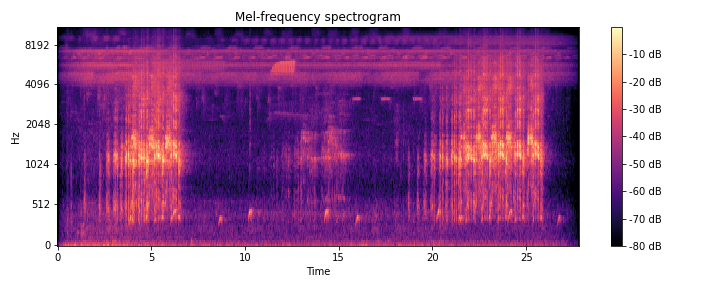 Mel-frequency spectrogram
8192
4096
2048
1024
512
0
Hz
0 5 10 15 20 25
Time
-10 dB
-20 dB
-30 dB
-40 dB
-50 dB
-60 dB
-70 dB
-80 dB